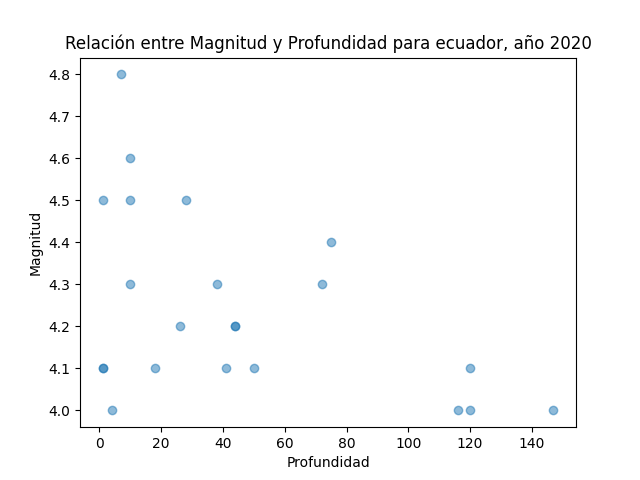 Relación entre Magnitud y Profundidad para ecuador, año 2020
4.8
4.7
4.6
4.5
4.4
4.3
4.2
4.1
4.0
Magnitud
0 20 40 60 80 100 120 140
Profundidad